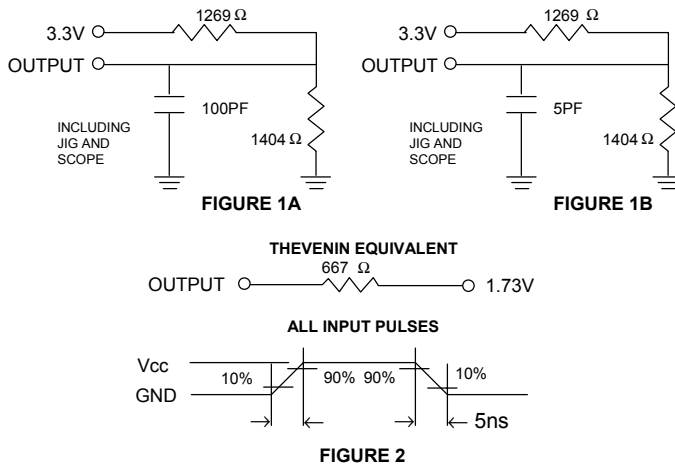 1269 Ω
3.3V
OUTPUT
100PF
INCLUDING
JIG AND
SCOPE
1404 Ω
FIGURE 1A
1269 Ω
3.3V
OUTPUT
5PF
INCLUDING
JIG AND
SCOPE
1404 Ω
FIGURE 1B
THEVENIN EQUIVALENT
667 Ω
OUTPUT 1.73V
ALL INPUT PULSES
Vcc
10% 90% 90% 10%
GND
5ns
FIGURE 2